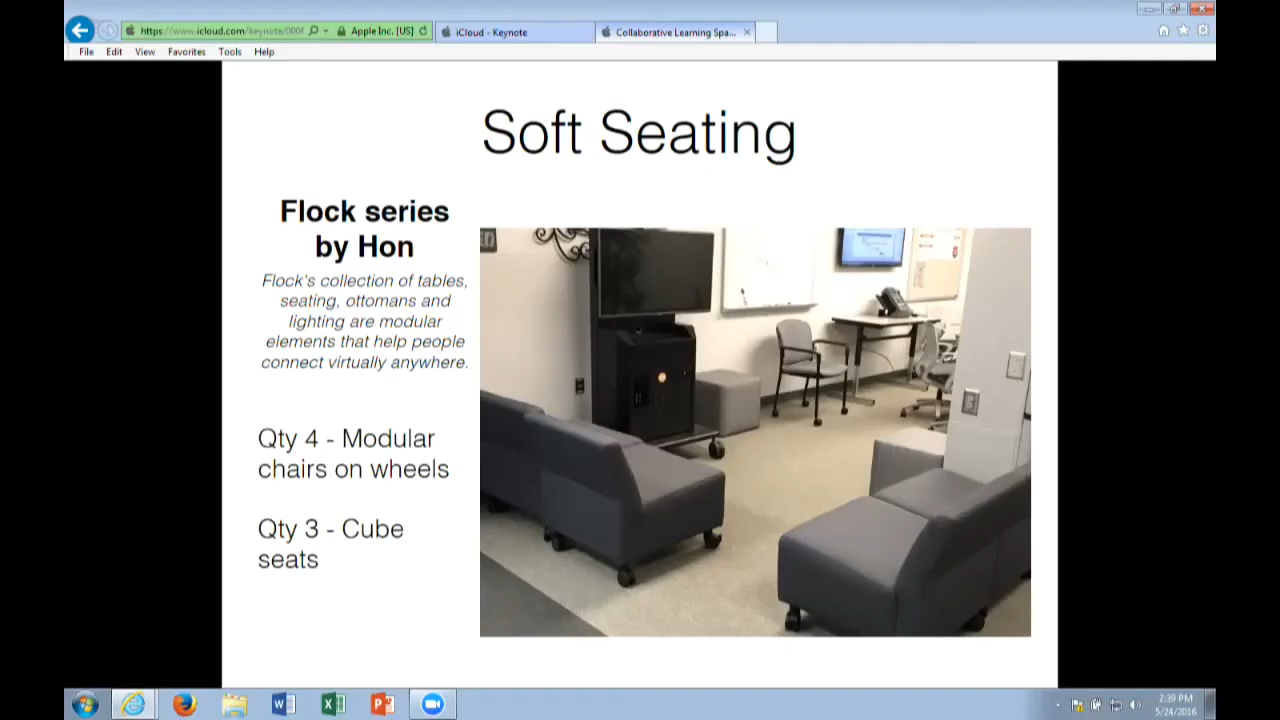 https://www.icloud.com/keynote/000f
Apple Inc. [US]
iCloud - Keynote
Collaborative Learning Spa...
File Edit View Favorites Tools Help
Soft Seating
Flock series
by Hon
Flock's collection of tables,
seating, ottomans and
lighting are modular
elements that help people
connect virtually anywhere.
Qty 4 - Modular
chairs on wheels
Qty 3 - Cube
seats
2:39 PM
5/24/2016